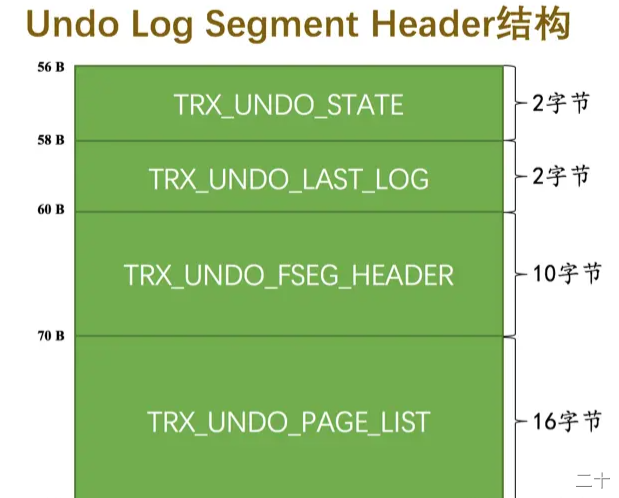 Undo Log Segment Header结构
56 B
TRX_UNDO_STATE
2字节
58 B
TRX_UNDO_LAST_LOG
2字节
60 B
TRX_UNDO_FSEG_HEADER
10字节
70 B
TRX_UNDO_PAGE_LIST
16字节
二十